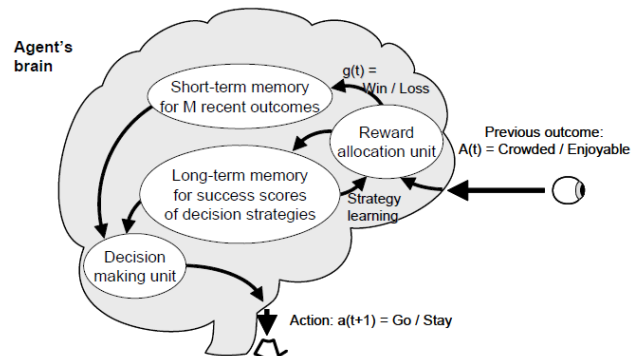 Agent's
brain
Short-term memory
for M recent outcomes
g(t) =
Win / Loss
Reward
allocation unit
Previous outcome:
A(t) = Crowded / Enjoyable
Long-term memory
for success scores
of decision strategies
Strategy
learning
Decision
making unit
Action: a(t+1) = Go / Stay